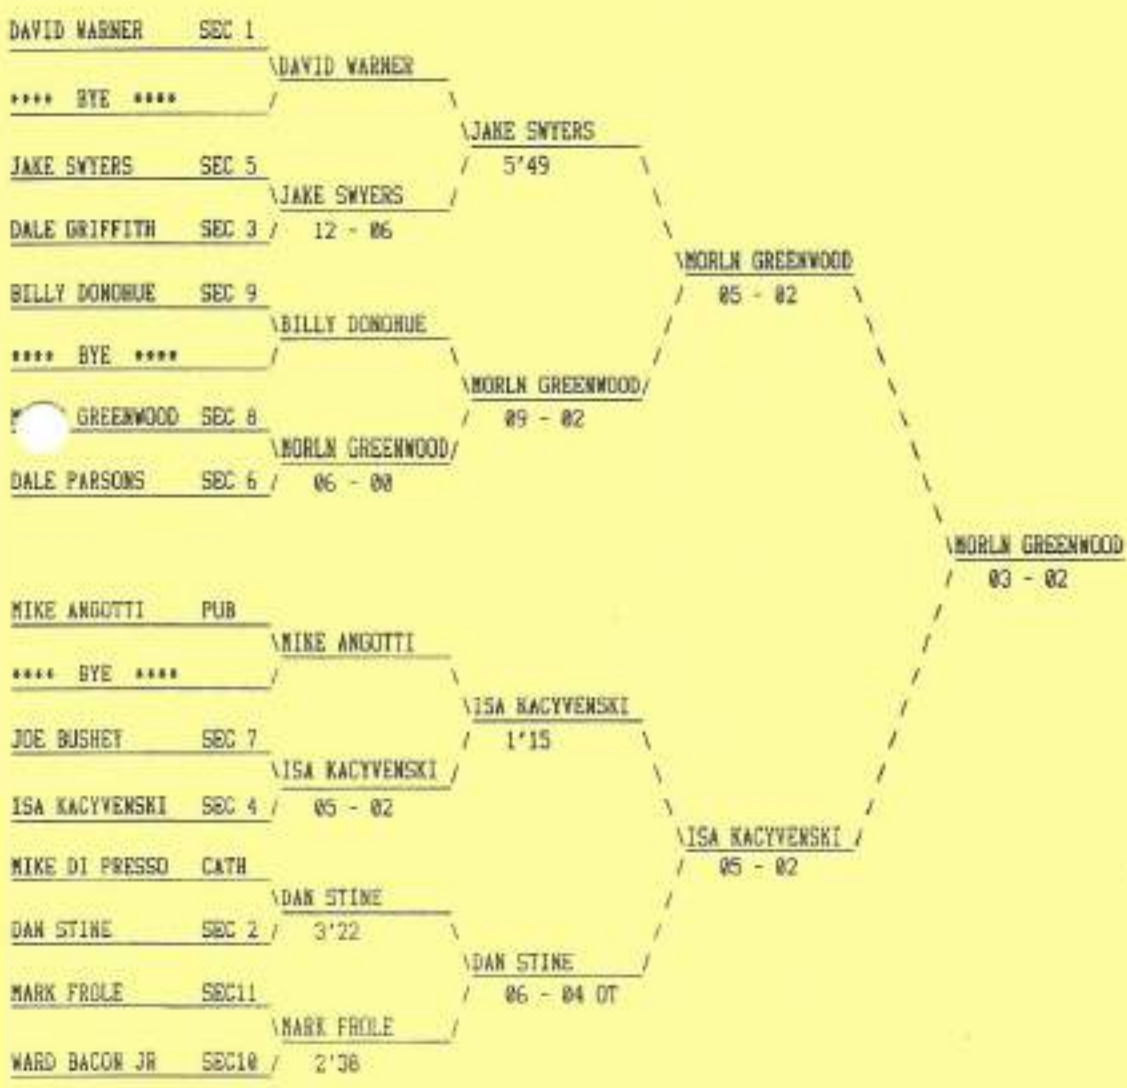 DAVID WARNER SEC 1
\DAVID WARNER
**** BYE **** /
\JAKE SWYERS
JAKE SWYERS SEC 5 / 5'49
\JAKE SWYERS /
DALE GRIFFITH SEC 3 / 12 - 06
\MORLN GREENWOOD
BILLY DONOHUE SEC 9 / 05 - 02
\BILLY DONOHUE
**** BYE **** /
\MORLN GREENWOOD/
GREENWOOD SEC 8 / 09 - 02
\MORLN GREENWOOD/
DALE PARSONS SEC 6 / 06 - 00
\MORLN GREENWOOD
/ 03 - 02
MIKE ANGOTTI PUB
\MIKE ANGOTTI
**** BYE **** /
\ISA KACYVENSKI
JOE BUSHEY SEC 7 / 1'15
\ISA KACYVENSKI /
ISA KACYVENSKI SEC 4 / 05 - 02
\ISA KACYVENSKI /
MIKE DI PRESSO CATH / 05 - 02
\DAN STINE
DAN STINE SEC 2 / 3'22
\DAN STINE /
MARK FROLE SEC11 / 06 - 04 OT
\MARK FROLE /
WARD BACON JR SEC10 / 2'38